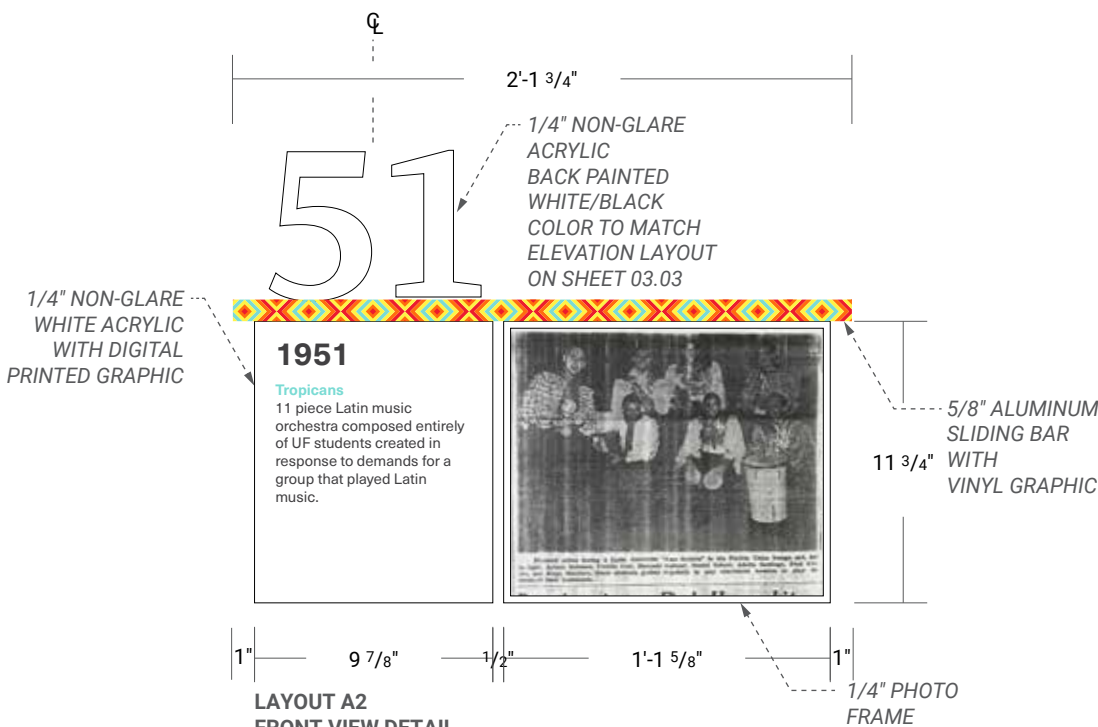 ℄
2'-1 3/4"
51
1/4" NON-GLARE
ACRYLIC
BACK PAINTED
WHITE/BLACK
COLOR TO MATCH
ELEVATION LAYOUT
ON SHEET 03.03
1/4" NON-GLARE
WHITE ACRYLIC
WITH DIGITAL
PRINTED GRAPHIC
1951
Tropicans
11 piece Latin music
orchestra composed entirely
of UF students created in
response to demands for a
group that played Latin
music.
5/8" ALUMINUM
SLIDING BAR
WITH
VINYL GRAPHIC
11 3/4"
1"
9 7/8"
1/2"
1'-1 5/8"
1"
1/4" PHOTO
FRAME
LAYOUT A2
FRONT VIEW DETAIL